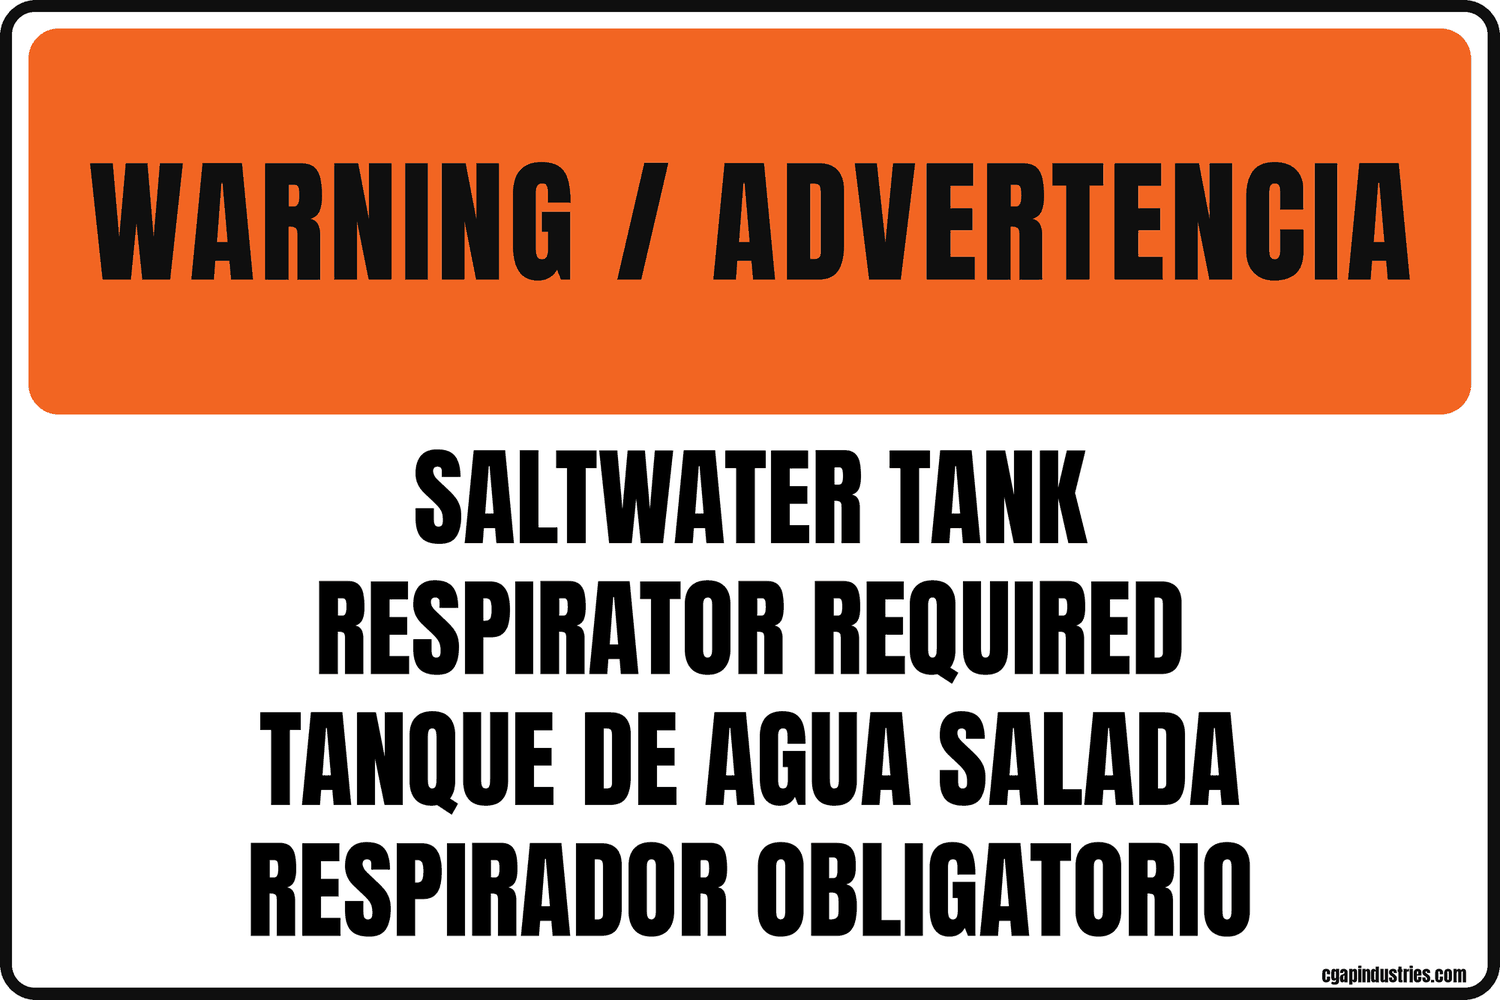 WARNING / ADVERTENCIA
SALTWATER TANK
RESPIRATOR REQUIRED
TANQUE DE AGUA SALADA
RESPIRADOR OBLIGATORIO
cgapindustries.com